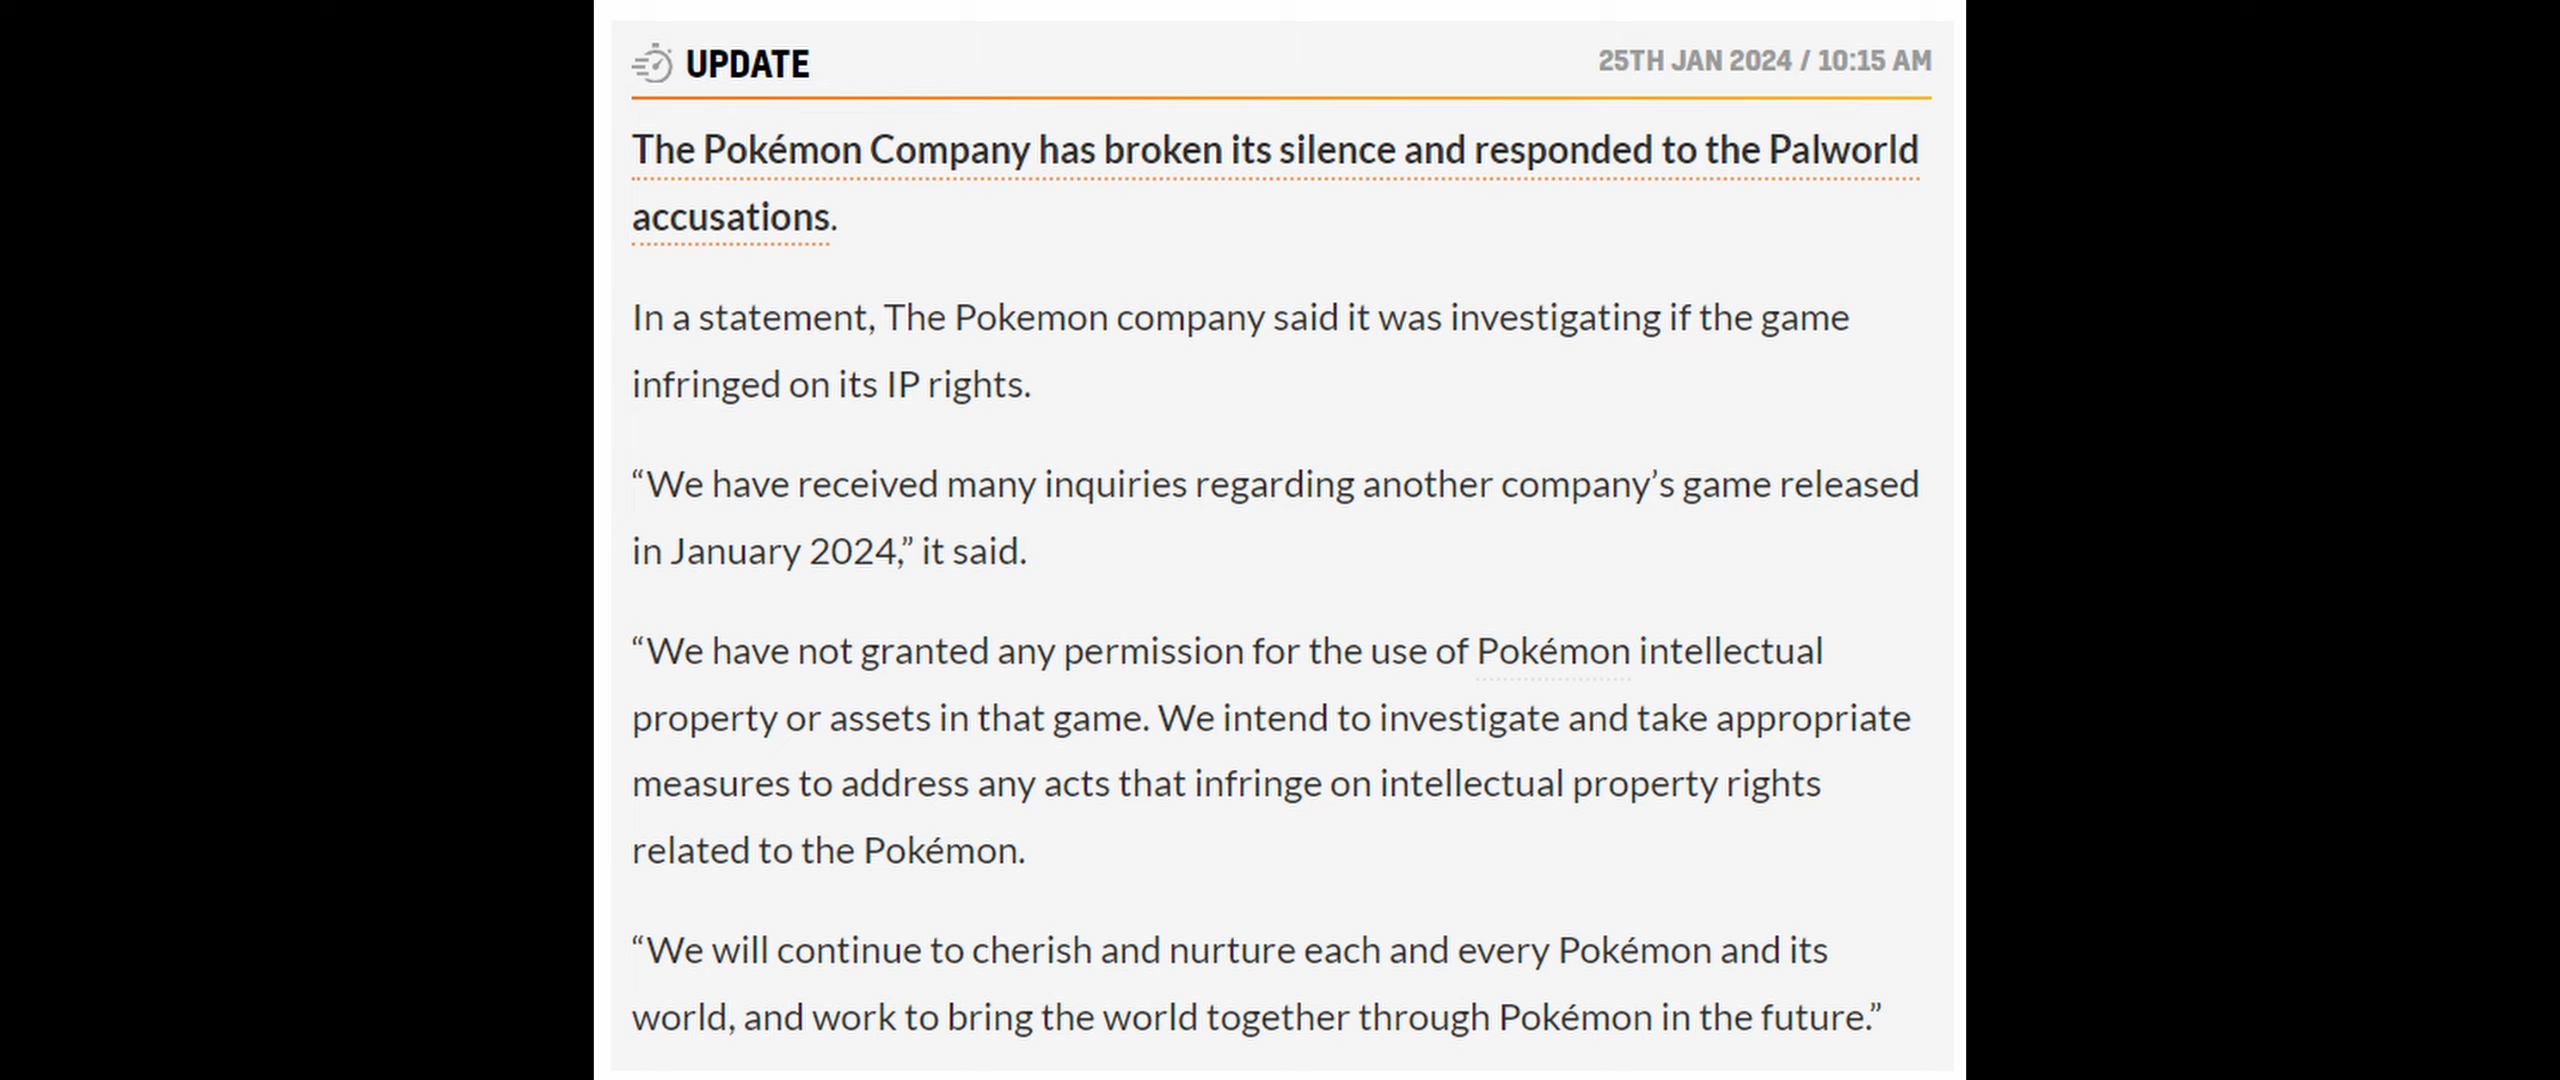 UPDATE
25TH JAN 2024 / 10:15 AM
The Pokémon Company has broken its silence and responded to the Palworld
accusations.
In a statement, The Pokemon company said it was investigating if the game
infringed on its IP rights.
“We have received many inquiries regarding another company’s game released
in January 2024,” it said.
“We have not granted any permission for the use of Pokémon intellectual
property or assets in that game. We intend to investigate and take appropriate
measures to address any acts that infringe on intellectual property rights
related to the Pokémon.
“We will continue to cherish and nurture each and every Pokémon and its
world, and work to bring the world together through Pokémon in the future.”